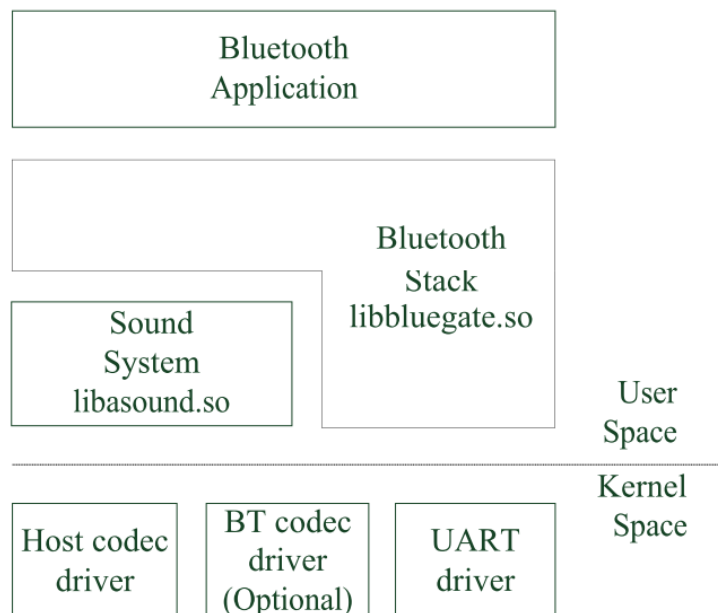 Bluetooth
Application
Bluetooth
Stack
libbluegate.so
Sound
System
libasound.so
User
Space
Kernel
Space
Host codec
driver
BT codec
driver
(Optional)
UART
driver